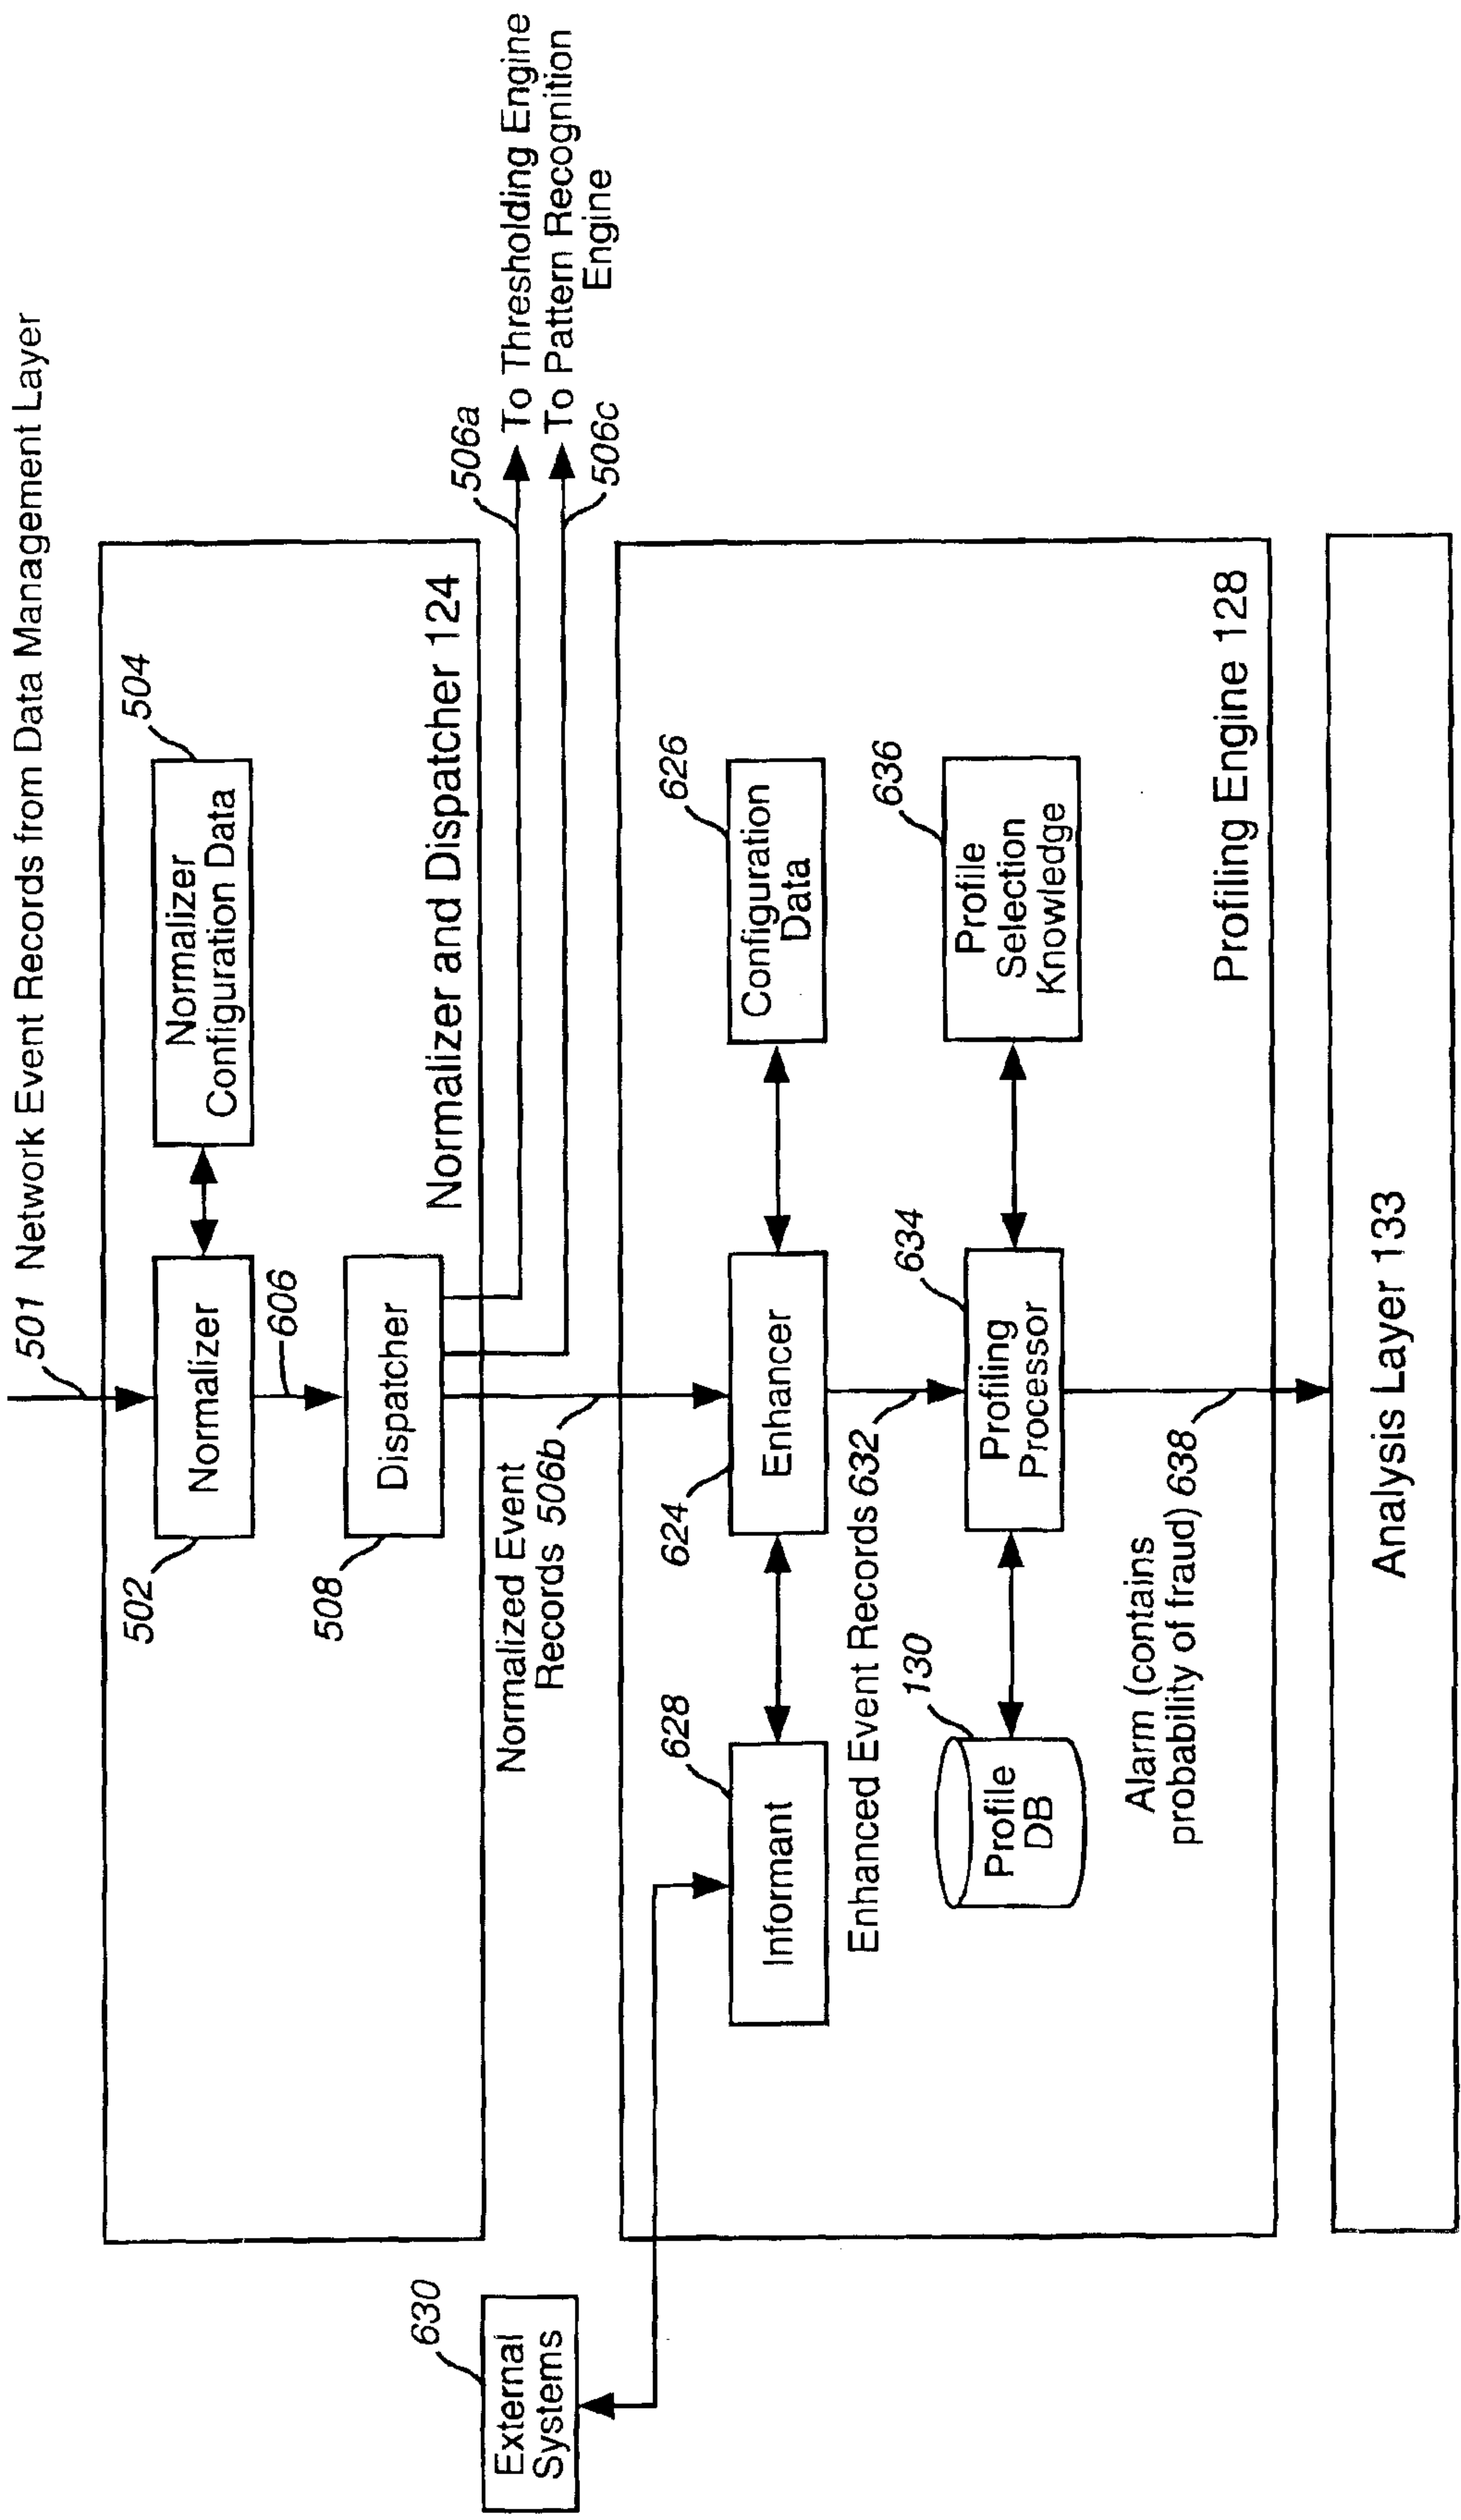 501 Network Event Records from Data Management Layer
502
Normalizer
Normalizer
Configuration Data
504
606
508
Dispatcher
Normalizer and Dispatcher 124
506a
To Thresholding Engine
To Pattern Recognition
Engine
506c
630
External
Systems
Normalized Event
Records 506b
628
Informant
624
Enhancer
626
Configuration
Data
Enhanced Event Records 632
130
Profile
DB
634
Profiling
Processor
636
Profile
Selection
Knowledge
Alarm (contains
probability of fraud) 638
Profiling Engine 128
Analysis Layer 133